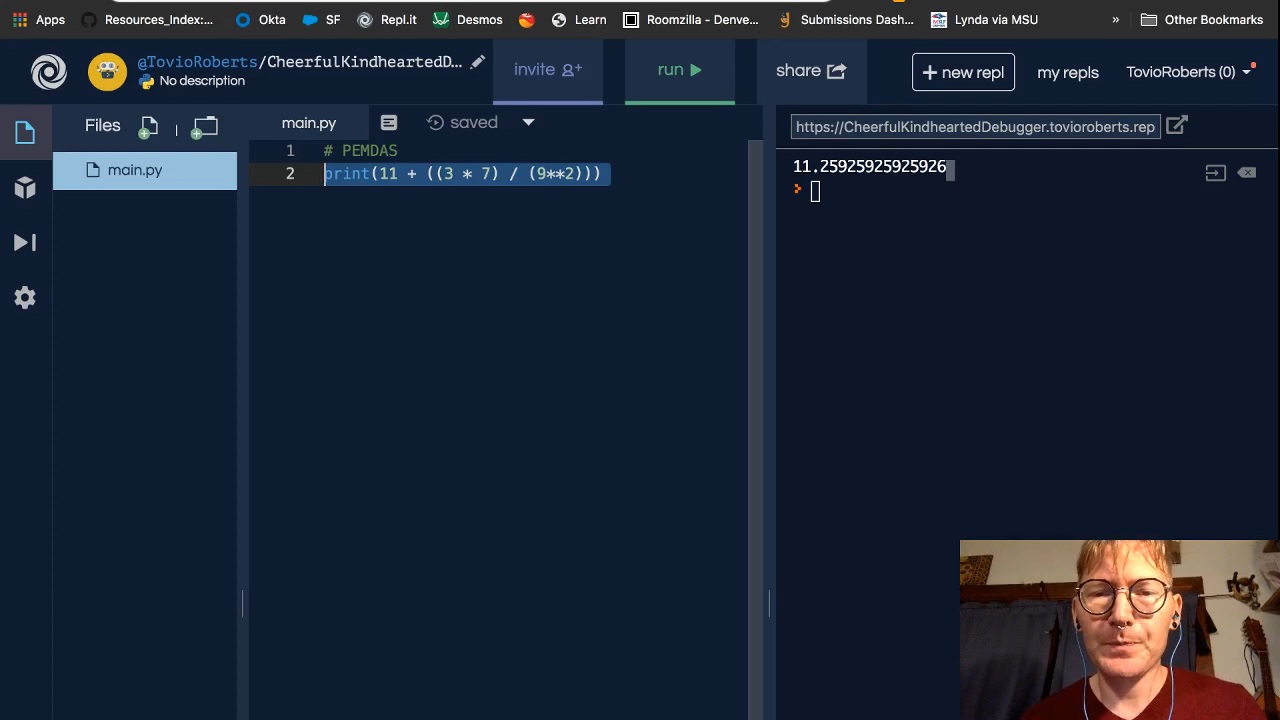 Apps Resources_Index:... Okta SF Repl.it Desmos Learn Roomzilla - Denve... Submissions Dash... Lynda via MSU » Other Bookmarks
@TovioRoberts/CheerfulKindheartedD... invite run share + new repl my repls TovioRoberts (0)
No description
Files main.py saved https://CheerfulKindheartedDebugger.tovioroberts.rep
main.py
1 # PEMDAS
2 print(11 + ((3 * 7) / (9**2)))
11.25925925925926